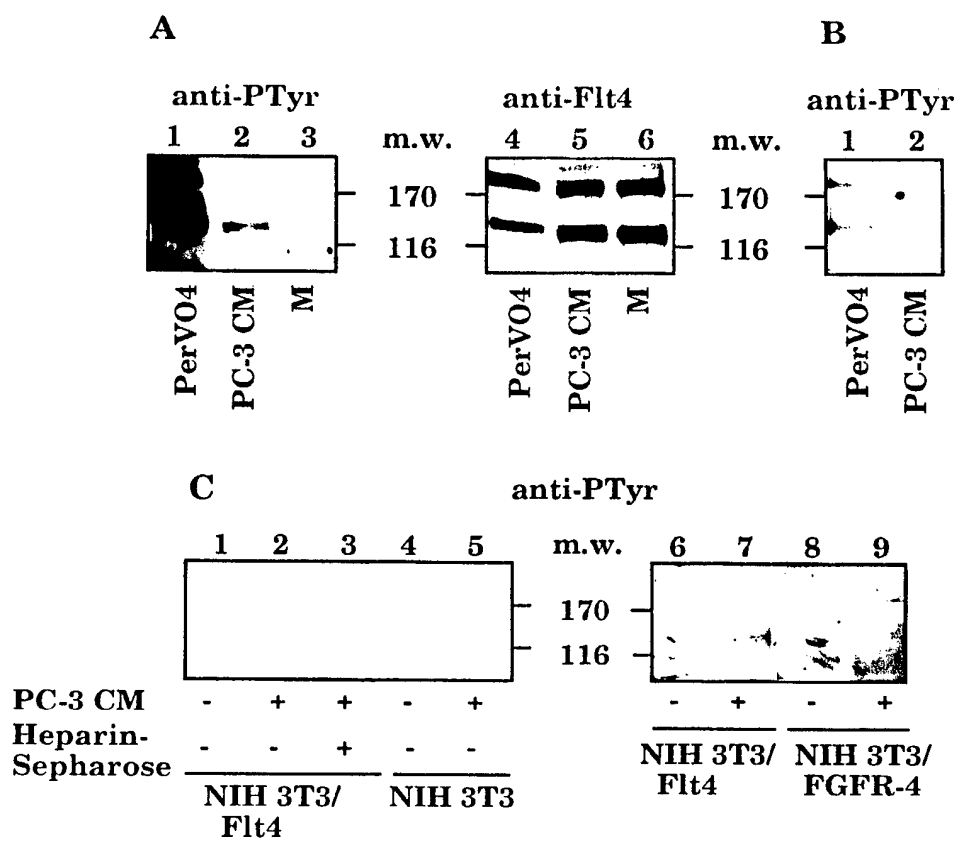 A
B
anti-PTyr
anti-Flt4
anti-PTyr
1 2 3 m.w. 4 5 6 m.w. 1 2
170 170
116 116
PerVO4 PC-3 CM M PerVO4 PC-3 CM M PerVO4 PC-3 CM
C
anti-PTyr
1 2 3 4 5 m.w. 6 7 8 9
170
116
PC-3 CM - + + - + - + - +
Heparin-
Sepharose - - + - -
NIH 3T3/
Flt4
NIH 3T3
NIH 3T3/
Flt4
NIH 3T3/
FGFR-4